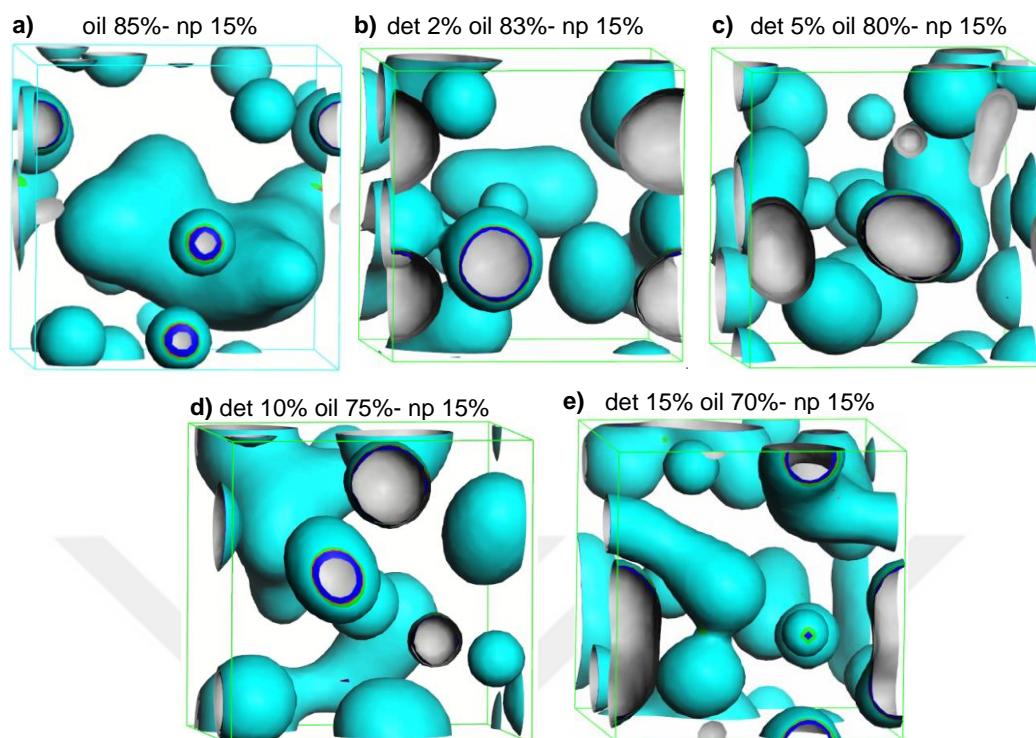 a) oil 85%- np 15%
b) det 2% oil 83%- np 15%
c) det 5% oil 80%- np 15%
d) det 10% oil 75%- np 15%
e) det 15% oil 70%- np 15%